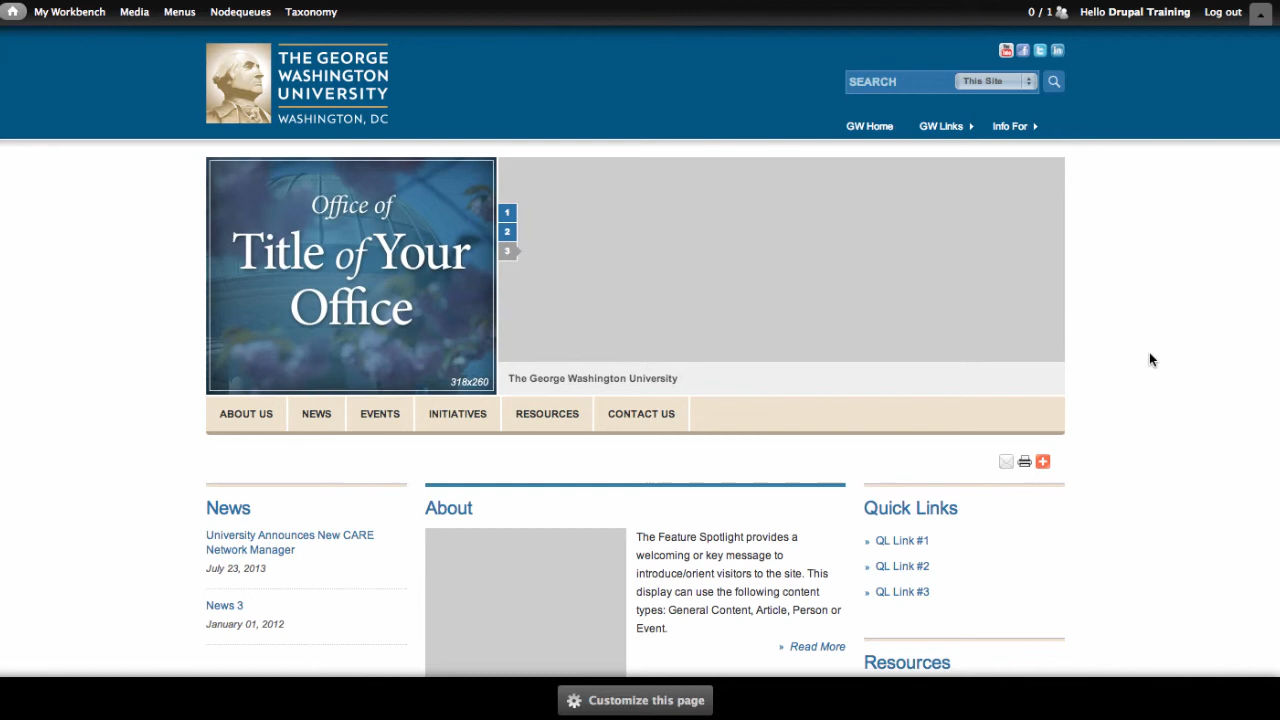 My Workbench Media Menus Nodequeues Taxonomy 0 / 1 Hello Drupal Training Log out
THE GEORGE
WASHINGTON
UNIVERSITY
WASHINGTON, DC
You
Tube
SEARCH This Site
GW Home GW Links Info For
Office of
Title of Your
Office
318x260
1
2
3
The George Washington University
ABOUT US NEWS EVENTS INITIATIVES RESOURCES CONTACT US
News
University Announces New CARE
Network Manager
July 23, 2013
News 3
January 01, 2012
About
The Feature Spotlight provides a
welcoming or key message to
introduce/orient visitors to the site. This
display can use the following content
types: General Content, Article, Person or
Event.
» Read More
Quick Links
» QL Link #1
» QL Link #2
» QL Link #3
Resources
Customize this page